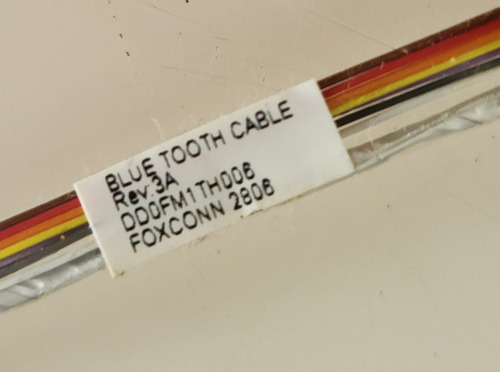 BLUE TOOTH CABLE
Rev.3A
DD0FM1TH006
FOXCONN 2806